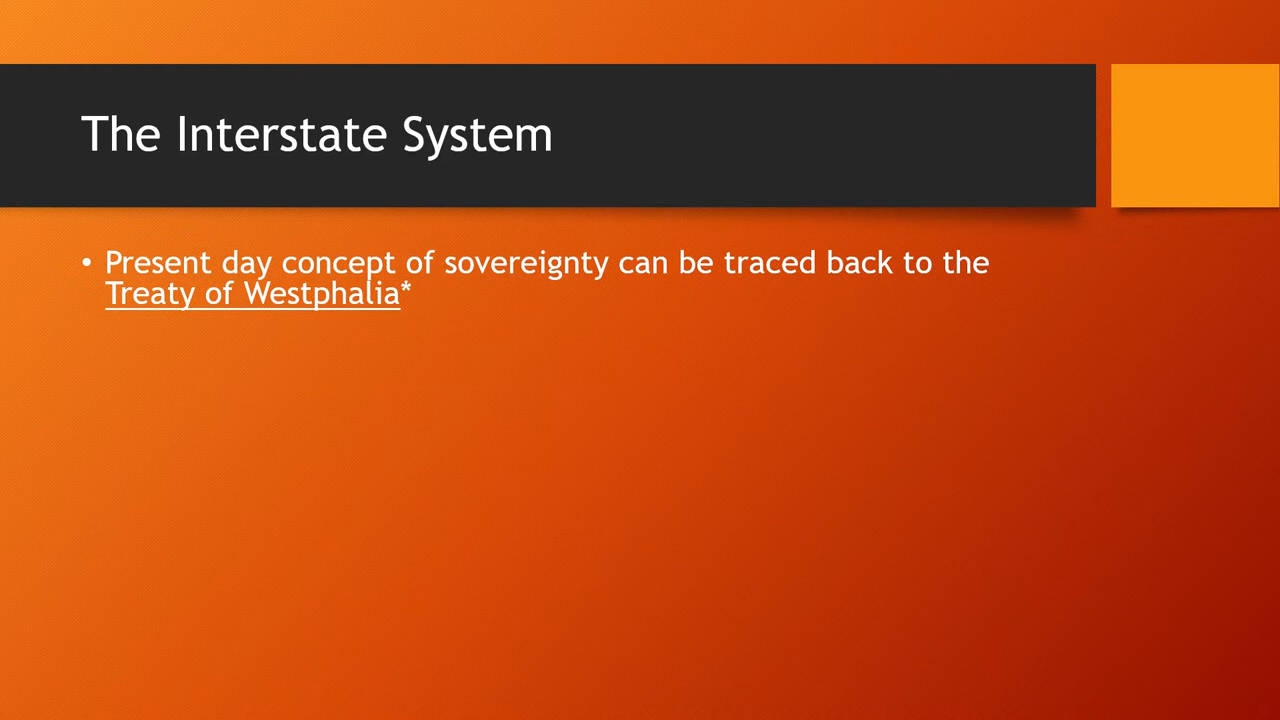 The Interstate System
• Present day concept of sovereignty can be traced back to the
Treaty of Westphalia*